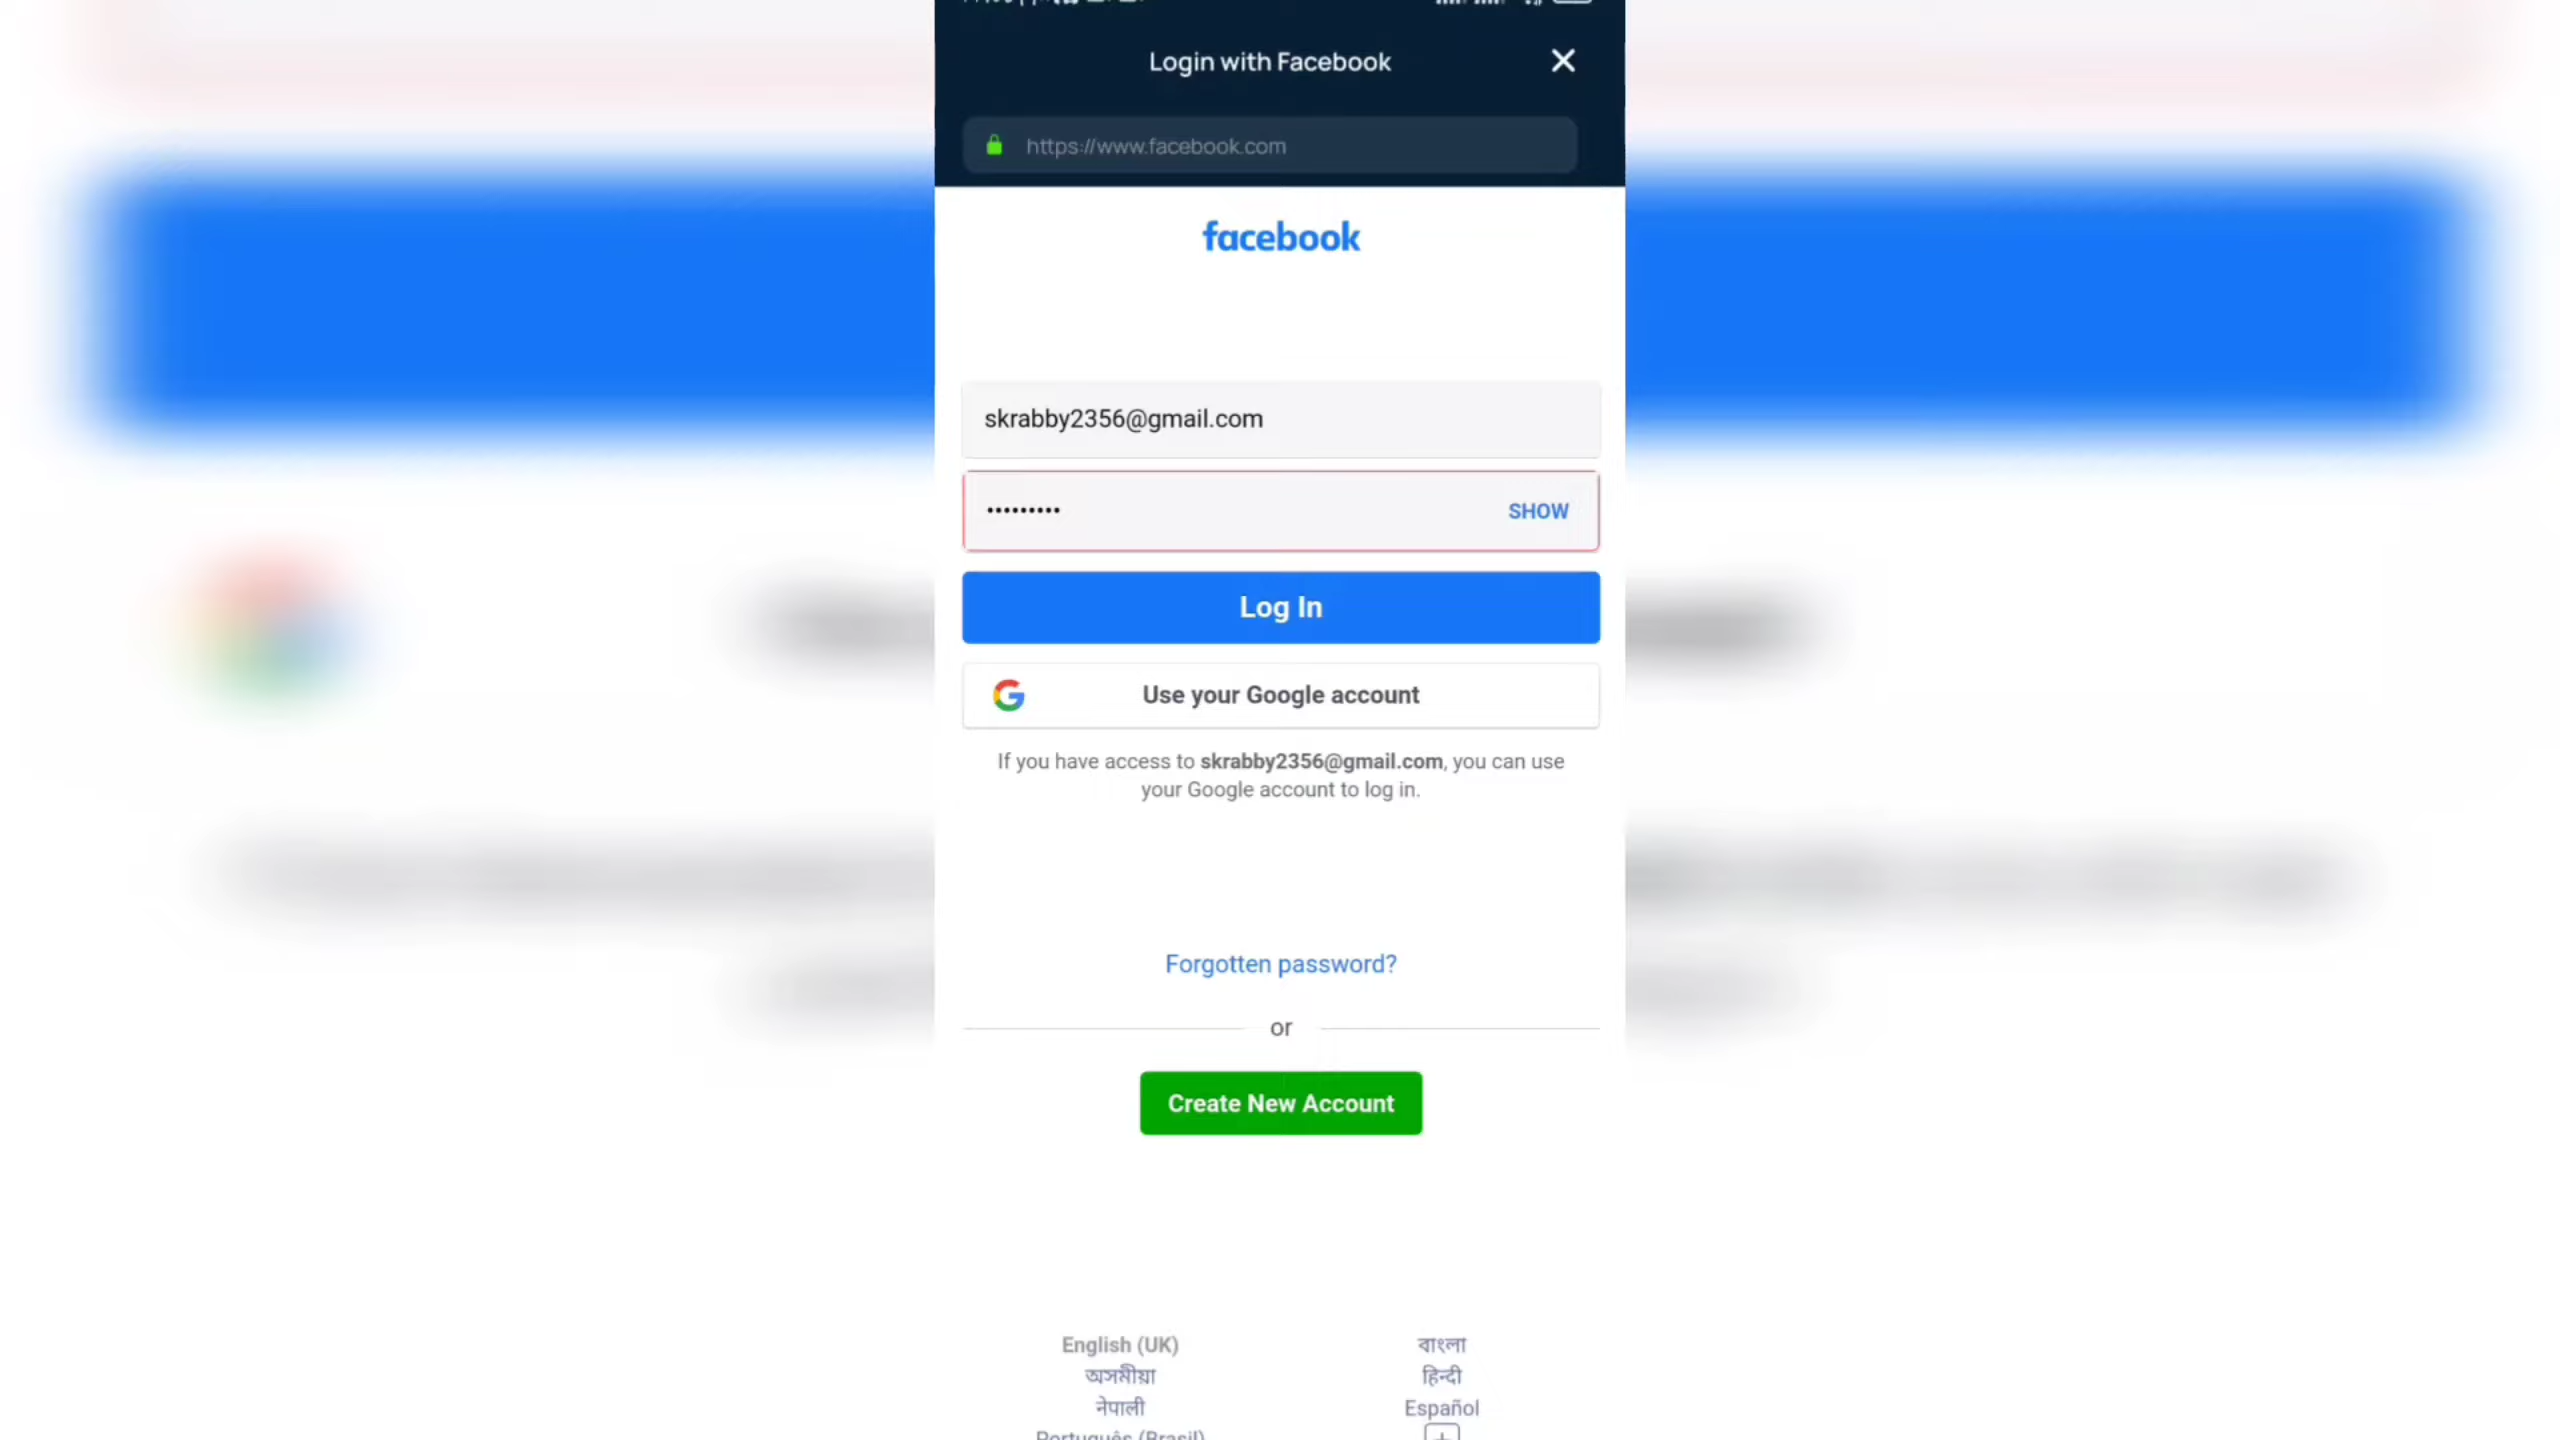 Login with Facebook
https://www.facebook.com
facebook
skrabby2356@gmail.com
•••••••••
SHOW
Log In
Use your Google account
If you have access to skrabby2356@gmail.com, you can use
your Google account to log in.
Forgotten password?
or
Create New Account
English (UK)
বাংলা
অসমীয়া
हिन्दी
नेपाली
Español
Português (Brasil)